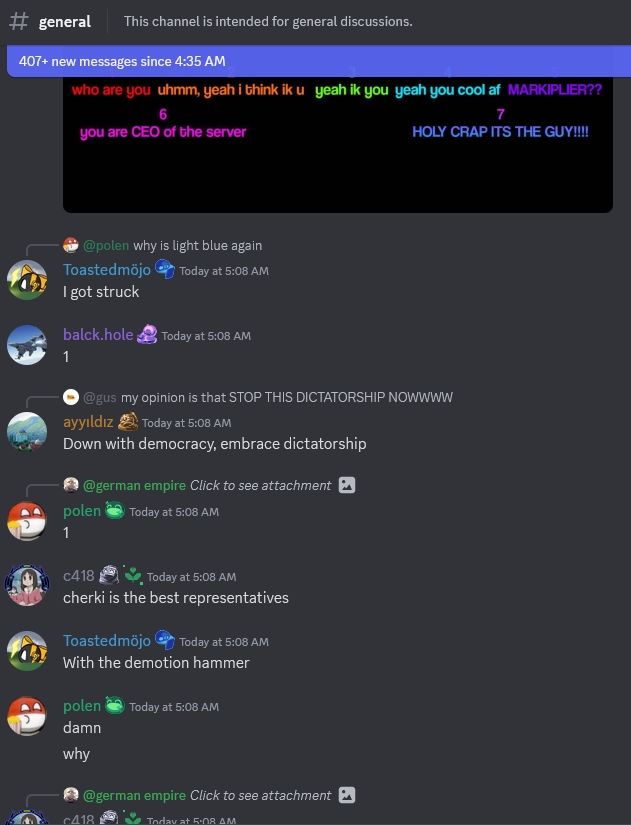 # general
This channel is intended for general discussions.
407+ new messages since 4:35 AM
who are you uhmm, yeah i think ik u yeah ik you yeah you cool af MARKIPLIER??
6 7
you are CEO of the server HOLY CRAP ITS THE GUY!!!!
@polen why is light blue again
Toastedmöjo Today at 5:08 AM
I got struck
balck.hole Today at 5:08 AM
1
@gus my opinion is that STOP THIS DICTATORSHIP NOWWWW
ayyıldız Today at 5:08 AM
Down with democracy, embrace dictatorship
@german empire Click to see attachment
polen Today at 5:08 AM
1
c418 Today at 5:08 AM
cherki is the best representatives
Toastedmöjo Today at 5:08 AM
With the demotion hammer
polen Today at 5:08 AM
damn
why
@german empire Click to see attachment
c418 Today at 5:08 AM